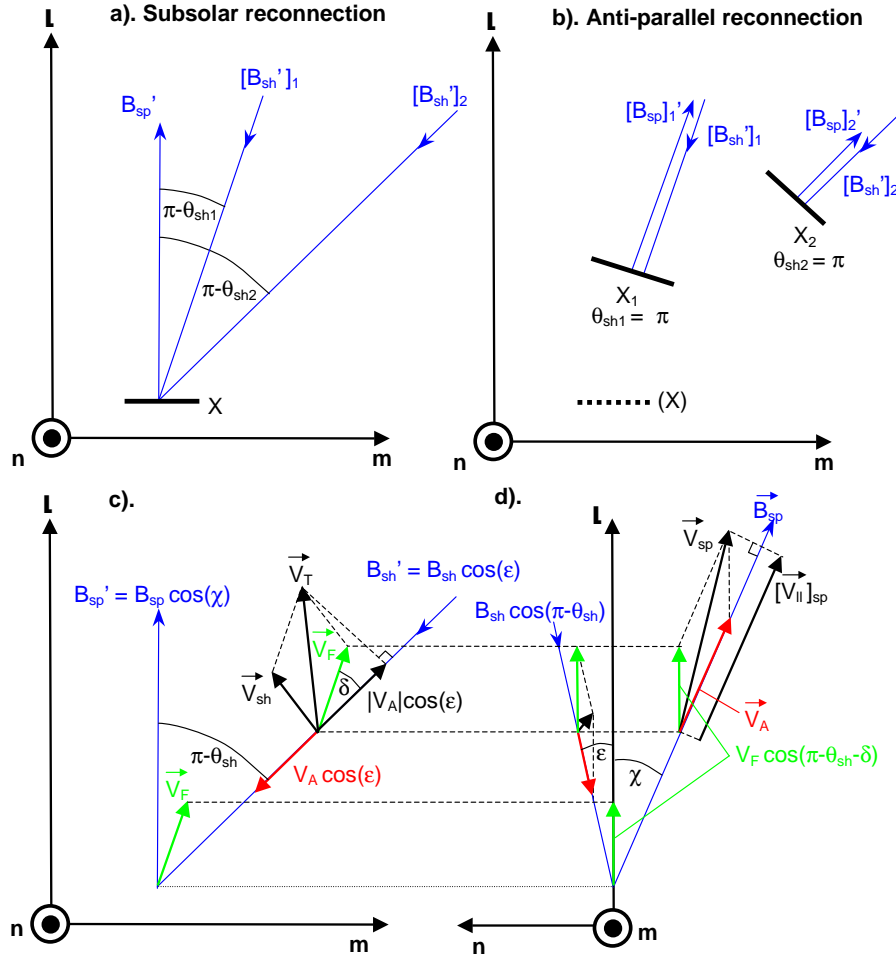 a). Subsolar reconnection
l
B_sp'
[B_sh']_1
[B_sh']_2
π-θ_sh1
π-θ_sh2
X
n
m
b). Anti-parallel reconnection
l
[B_sp]_1'
[B_sh']_1
[B_sp]_2'
[B_sh']_2
X_1
θ_sh1 = π
X_2
θ_sh2 = π
(X)
n
m
c).
l
B_sp' = B_sp cos(χ)
V_T
B_sh' = B_sh cos(ε)
V_F
δ
V_sh
|V_A|cos(ε)
π-θ_sh
V_A cos(ε)
V_F
n
m
d).
l
B_sp
V_sp
B_sh cos(π-θ_sh)
[V_II]_sp
V_A
ε
χ
V_F cos(π-θ_sh-δ)
n
m